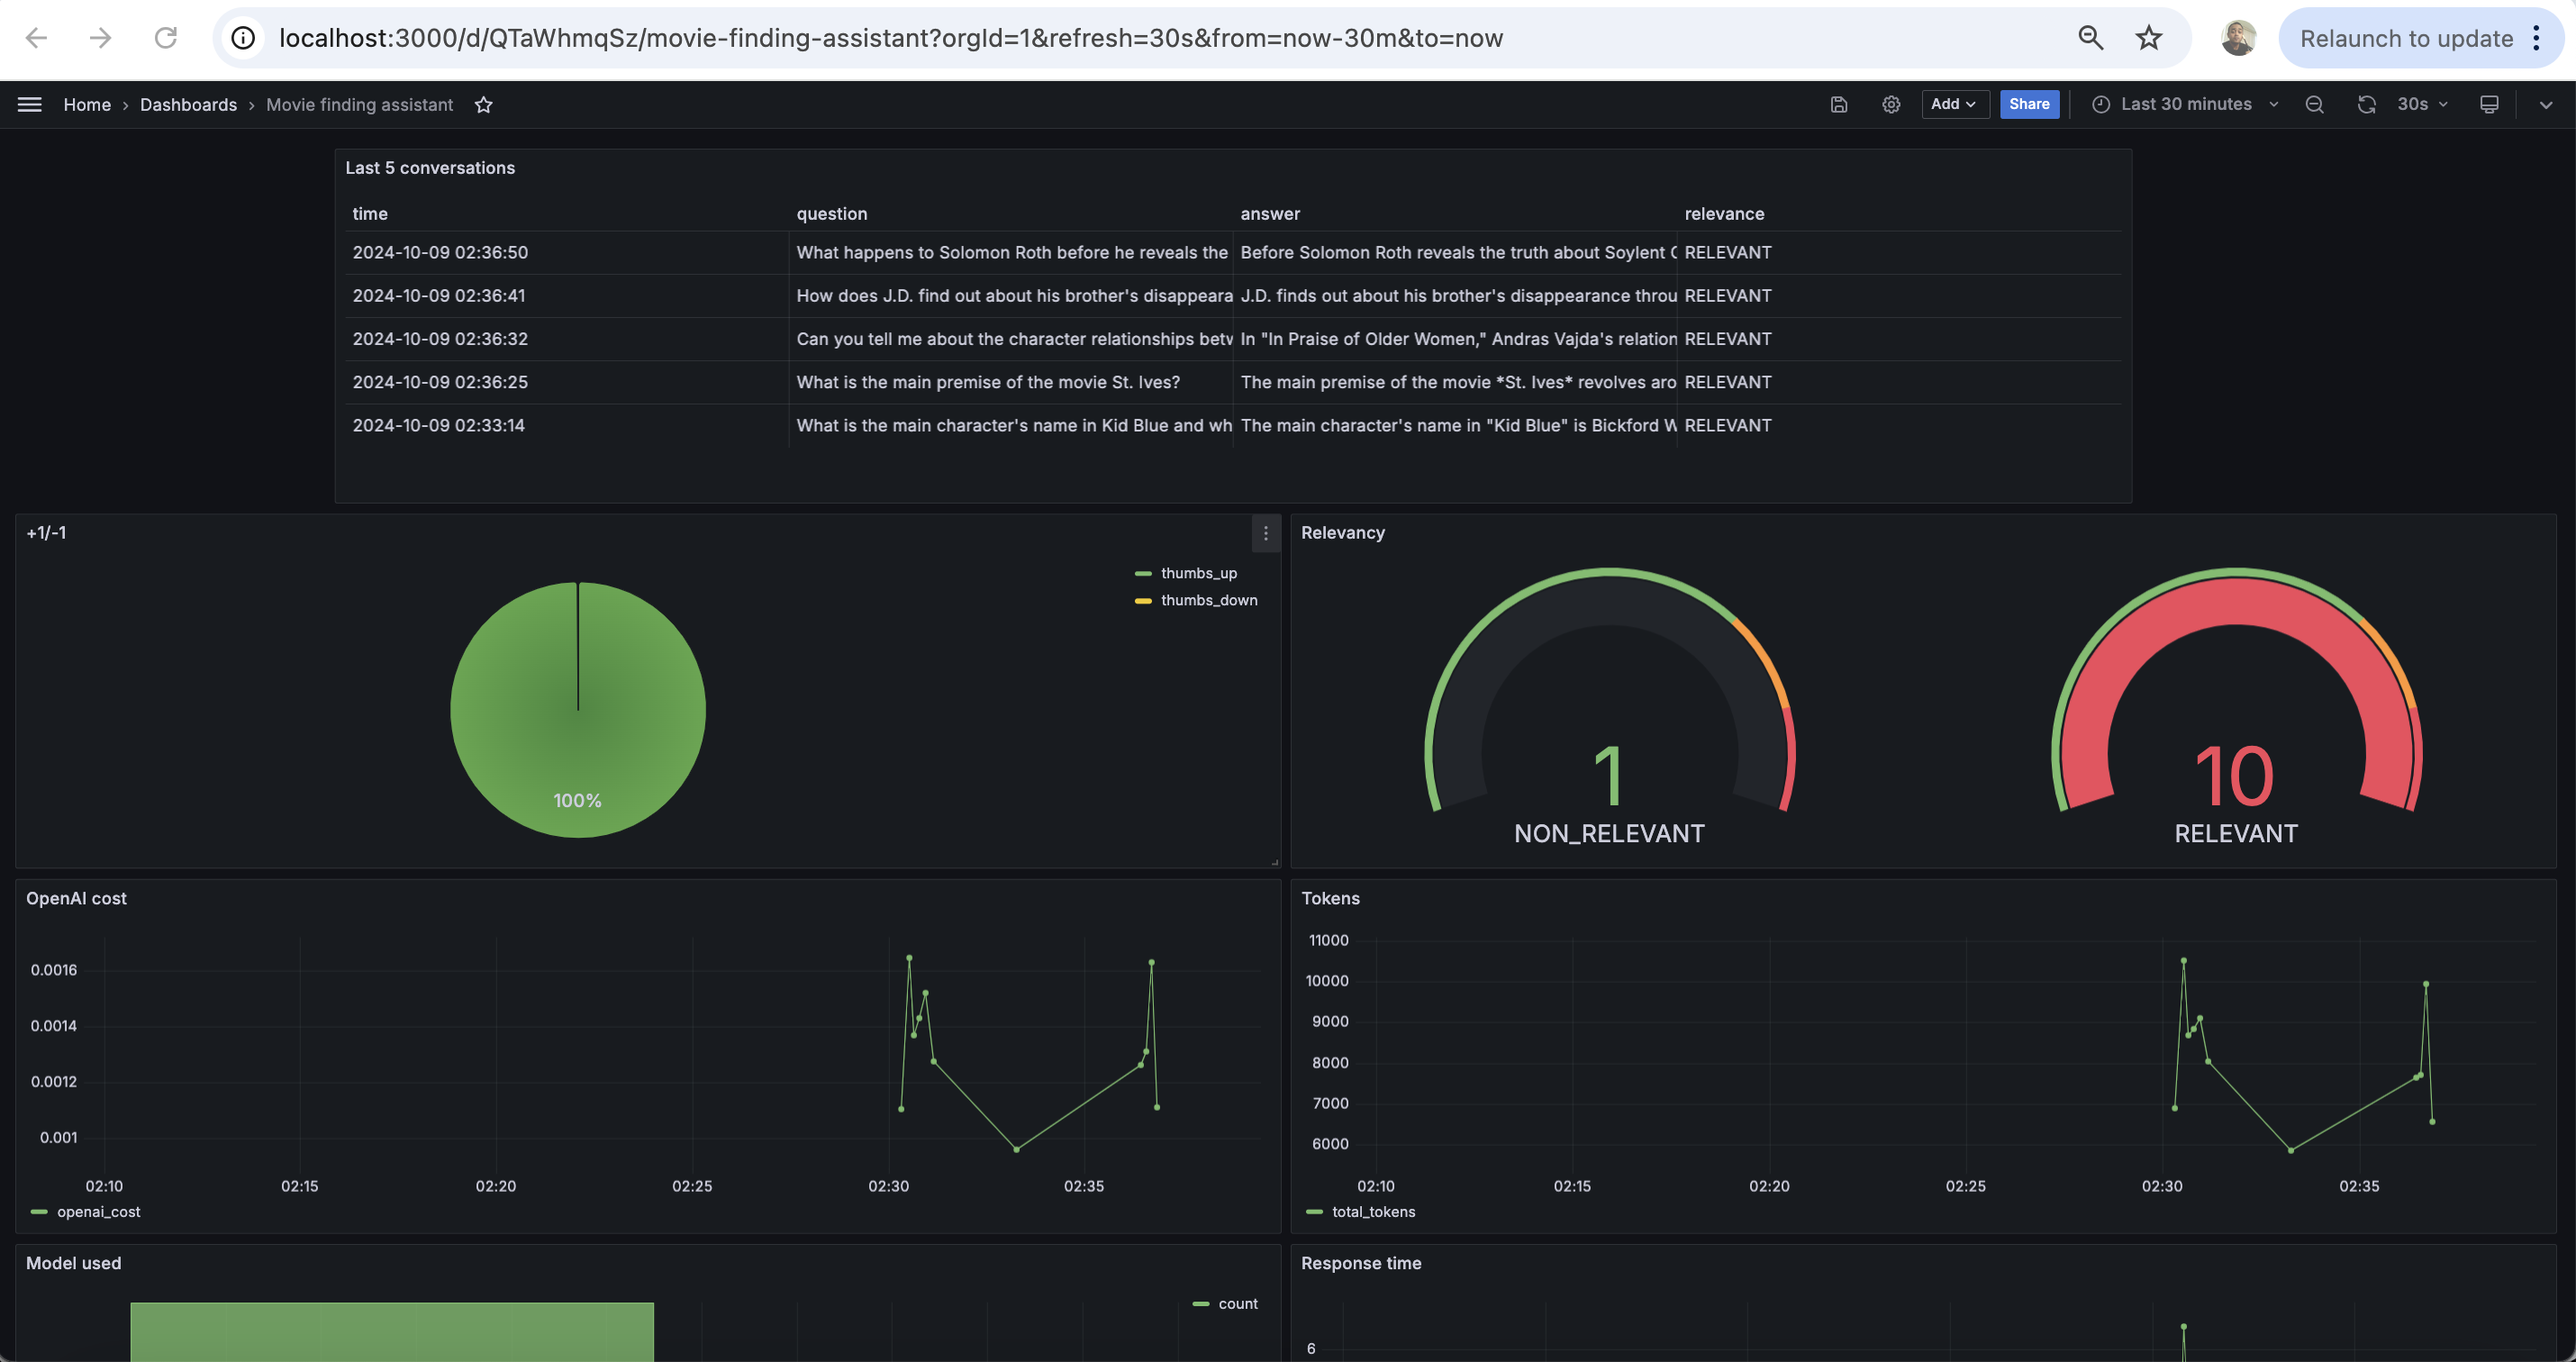 localhost:3000/d/QTaWhmqSz/movie-finding-assistant?orgId=1&refresh=30s&from=now-30m&to=now
Relaunch to update
Home › Dashboards › Movie finding assistant
Add
Share
Last 30 minutes
30s
Last 5 conversations
time question answer relevance
2024-10-09 02:36:50 What happens to Solomon Roth before he reveals the Before Solomon Roth reveals the truth about Soylent RELEVANT
2024-10-09 02:36:41 How does J.D. find out about his brother's disappeara J.D. finds out about his brother's disappearance throu RELEVANT
2024-10-09 02:36:32 Can you tell me about the character relationships betw In "In Praise of Older Women," Andras Vajda's relation RELEVANT
2024-10-09 02:36:25 What is the main premise of the movie St. Ives? The main premise of the movie *St. Ives* revolves aro RELEVANT
2024-10-09 02:33:14 What is the main character's name in Kid Blue and wh The main character's name in "Kid Blue" is Bickford W RELEVANT
+1/-1
thumbs_up
thumbs_down
100%
Relevancy
1
NON_RELEVANT
10
RELEVANT
OpenAI cost
0.0016
0.0014
0.0012
0.001
02:10 02:15 02:20 02:25 02:30 02:35
openai_cost
Tokens
11000
10000
9000
8000
7000
6000
02:10 02:15 02:20 02:25 02:30 02:35
total_tokens
Model used
count
Response time
6